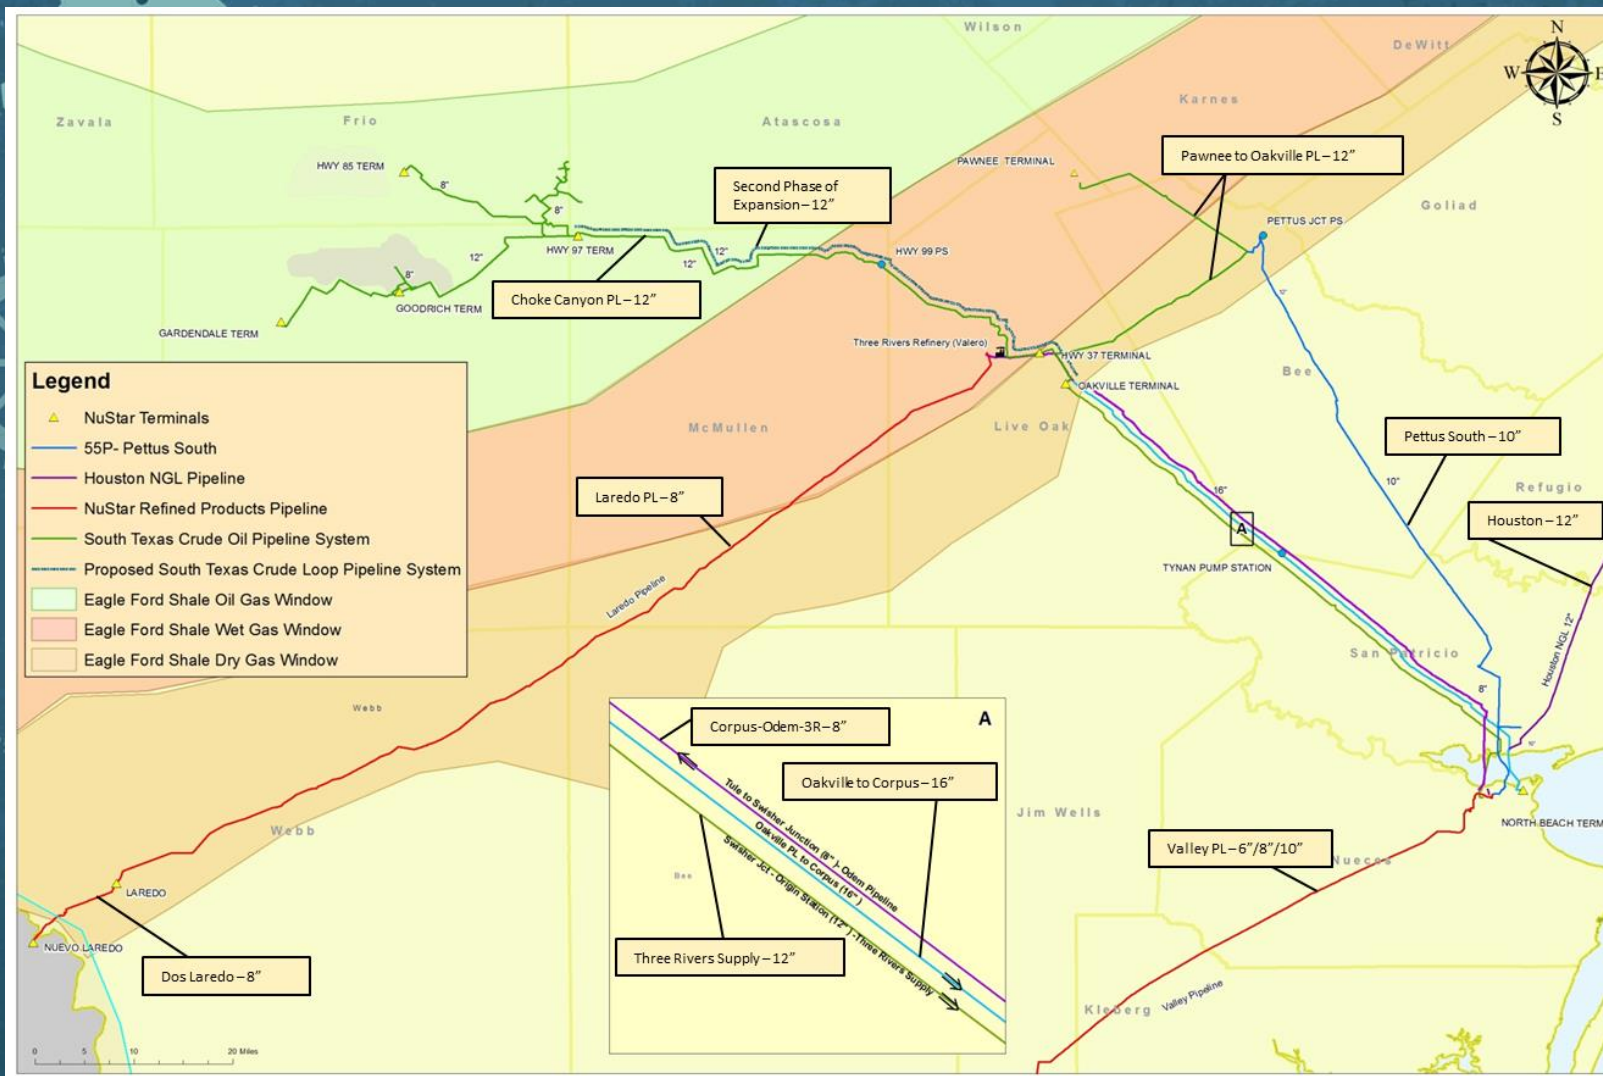 Wilson
DeWitt
N
W
E
S
Zavala
Frio
Atascosa
Karnes
HWY 85 TERM
8"
PAWNEE TERMINAL
Pawnee to Oakville PL – 12”
Second Phase of
Expansion – 12”
8"
Goliad
PETTUS JCT PS
HWY 97 TERM
12"
12"
12"
HWY 99 PS
8"
Choke Canyon PL – 12”
GOODRICH TERM
GARDENDALE TERM
Three Rivers Refinery (Valero)
HWY 37 TERMINAL
OAKVILLE TERMINAL
Bee
Legend
NuStar Terminals
55P- Pettus South
Houston NGL Pipeline
NuStar Refined Products Pipeline
South Texas Crude Oil Pipeline System
Proposed South Texas Crude Loop Pipeline System
Eagle Ford Shale Oil Gas Window
Eagle Ford Shale Wet Gas Window
Eagle Ford Shale Dry Gas Window
McMullen
Live Oak
Pettus South – 10”
10"
Laredo PL – 8”
16"
Refugio
Houston – 12”
A
TYNAN PUMP STATION
Laredo Pipeline
San Patricio
Houston NGL 12"
8"
Webb
A
Corpus-Odem-3R – 8”
Oakville to Corpus – 16”
Tule to Swisher Junction (8" )- Odem Pipeline
Oakville PL to Corpus (16" )
Swisher Jct - Origin Station (12" ) -Three Rivers Supply
Bee
Three Rivers Supply – 12”
Jim Wells
NORTH BEACH TERM
Valley PL – 6”/8”/10”
Nueces
Webb
LAREDO
NUEVO LAREDO
Dos Laredo – 8”
Kleberg
Valley Pipeline
0 5 10 20 Miles